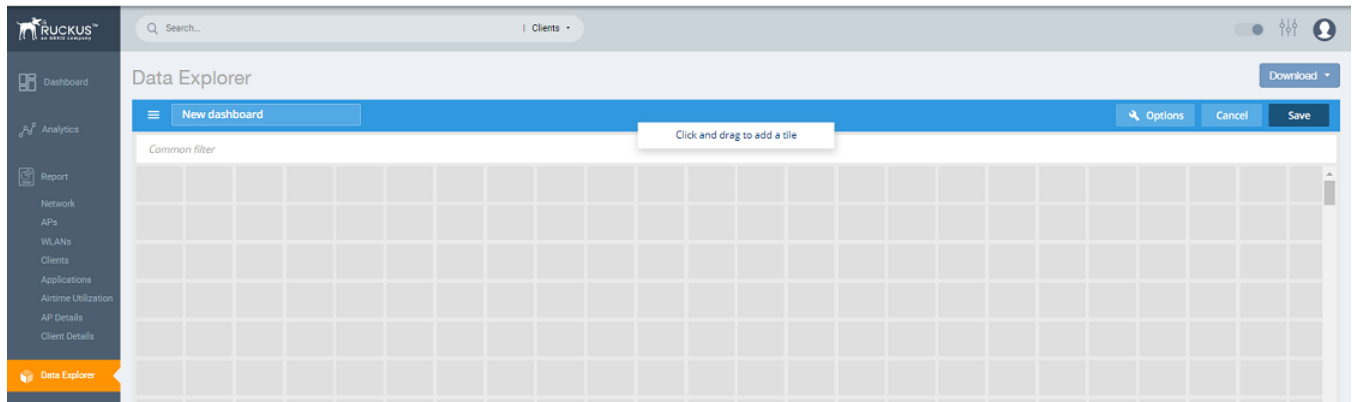 RUCKUS™
an ARRIS company
Search...
| Clients
Dashboard
Data Explorer
Download
New dashboard
Options
Cancel
Save
Click and drag to add a tile
Analytics
Common filter
Report
Network
APs
WLANs
Clients
Applications
Airtime Utilization
AP Details
Client Details
Data Explorer